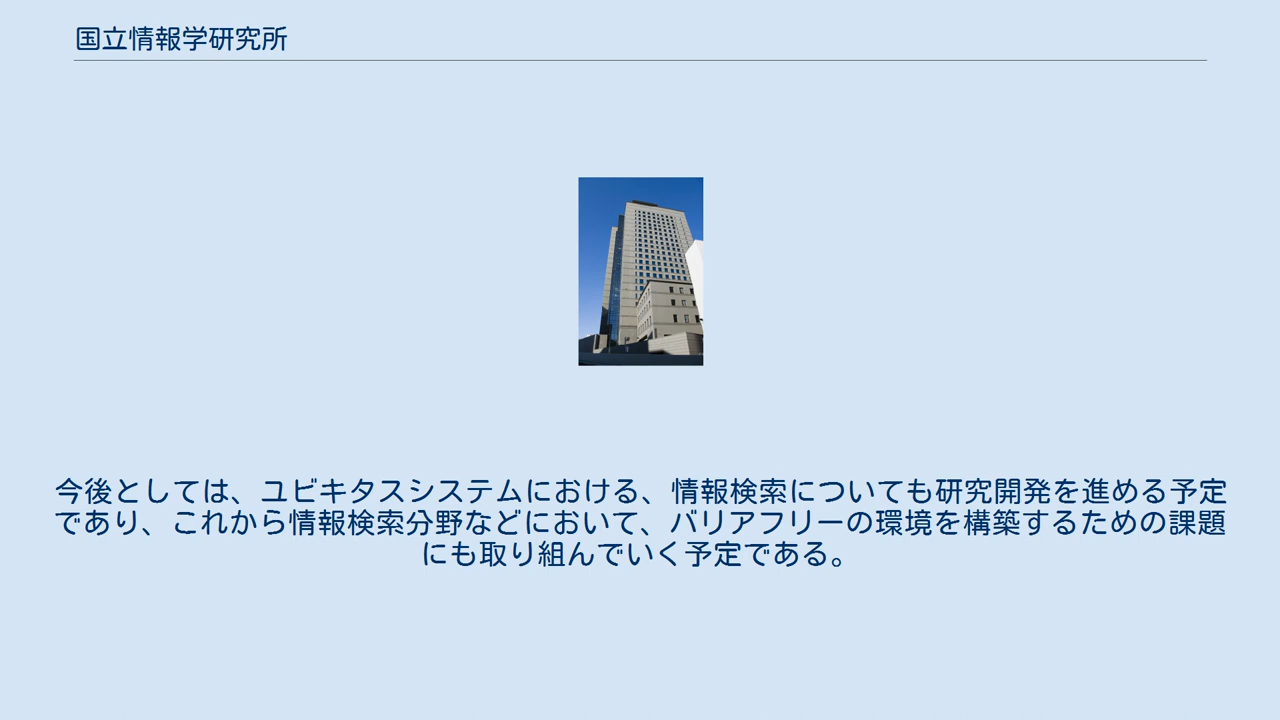 国立情報学研究所
今後としては、ユビキタスシステムにおける、情報検索についても研究開発を進める予定
であり、これから情報検索分野などにおいて、バリアフリーの環境を構築するための課題
にも取り組んでいく予定である。